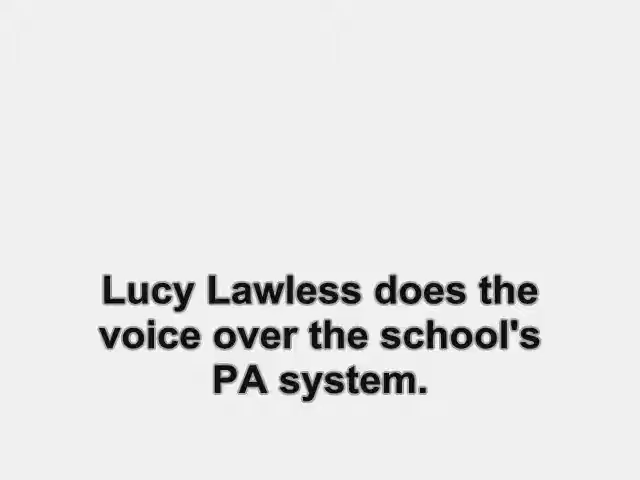 Lucy Lawless does the
voice over the school's
PA system.